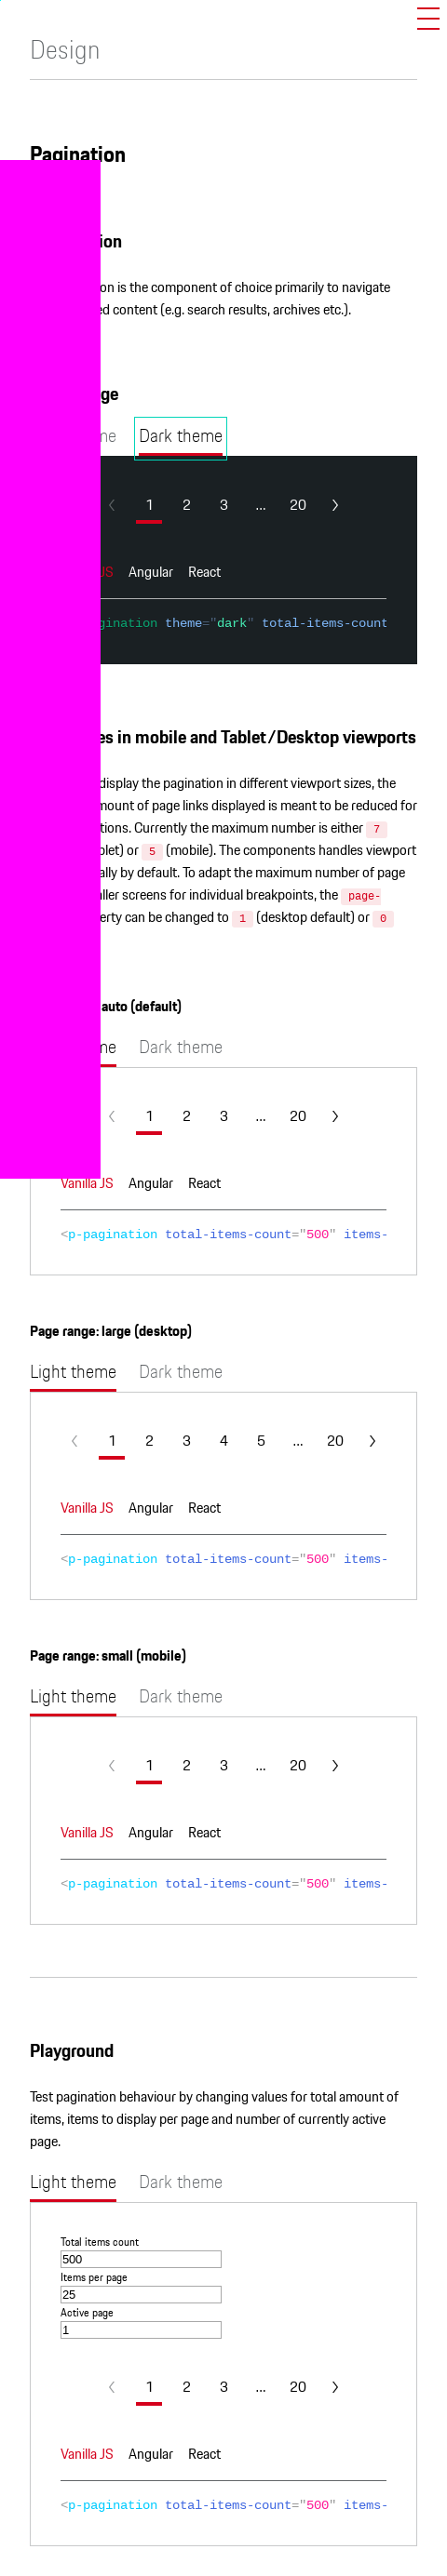 Design
Pagination
ion
on is the component of choice primarily to navigate
ed content (e.g. search results, archives etc.).
ge
me Dark theme
1 2 3 ... 20
JS Angular React
gination theme="dark" total-items-count
es in mobile and Tablet/Desktop viewports
display the pagination in different viewport sizes, the
mount of page links displayed is meant to be reduced for
tions. Currently the maximum number is either 7
blet) or 5 (mobile). The components handles viewport
ally by default. To adapt the maximum number of page
aller screens for individual breakpoints, the page-
erty can be changed to 1 (desktop default) or 0
auto (default)
me Dark theme
1 2 3 ... 20
Vanilla JS Angular React
<p-pagination total-items-count="500" items-
Page range: large (desktop)
Light theme Dark theme
1 2 3 4 5 ... 20
Vanilla JS Angular React
<p-pagination total-items-count="500" items-
Page range: small (mobile)
Light theme Dark theme
1 2 3 ... 20
Vanilla JS Angular React
<p-pagination total-items-count="500" items-
Playground
Test pagination behaviour by changing values for total amount of
items, items to display per page and number of currently active
page.
Light theme Dark theme
Total items count
500
Items per page
25
Active page
1
1 2 3 ... 20
Vanilla JS Angular React
<p-pagination total-items-count="500" items-